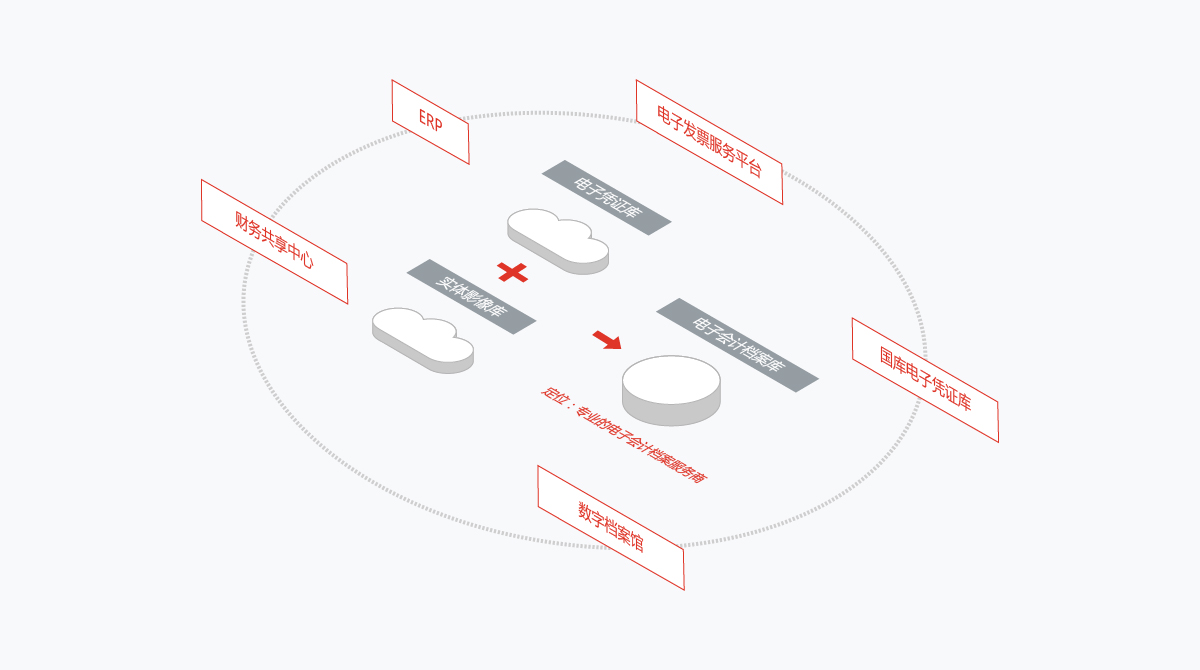 ERP
电子发票服务平台
财务共享中心
电子凭证库
实体影像库
电子会计档案库
国库电子凭证库
定位：专业的电子会计档案服务商
数字档案馆